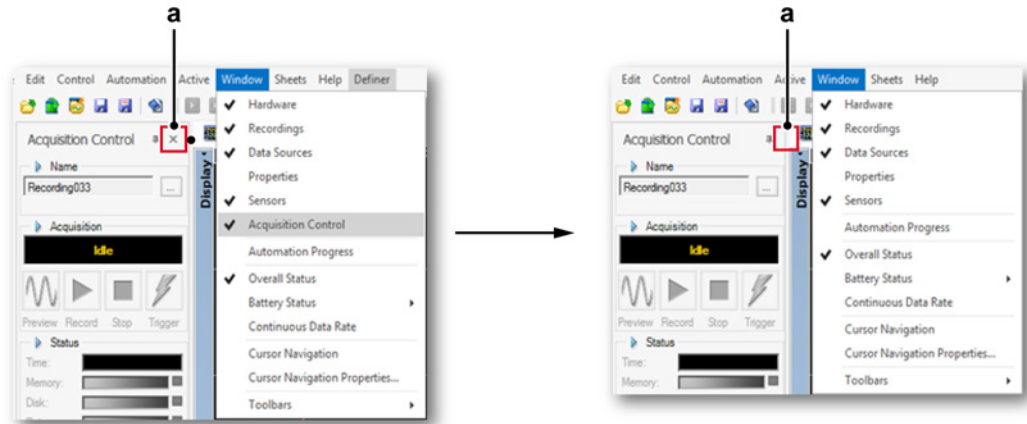 a
Edit Control Automation Active Window Sheets Help Definer
Acquisition Control
Name
Recording033
...
Acquisition
Idle
Preview Record Stop Trigger
Status
Time:
Memory:
Disk:
Display
Hardware
Recordings
Data Sources
Properties
Sensors
Acquisition Control
Automation Progress
Overall Status
Battery Status
Continuous Data Rate
Cursor Navigation
Cursor Navigation Properties...
Toolbars
a
Edit Control Automation Window Sheets Help
Acquisition Control
Name
Recording033
...
Acquisition
Idle
Preview Record Stop Trigger
Status
Time:
Memory:
Display
Hardware
Recordings
Data Sources
Properties
Sensors
Automation Progress
Overall Status
Battery Status
Continuous Data Rate
Cursor Navigation
Cursor Navigation Properties...
Toolbars